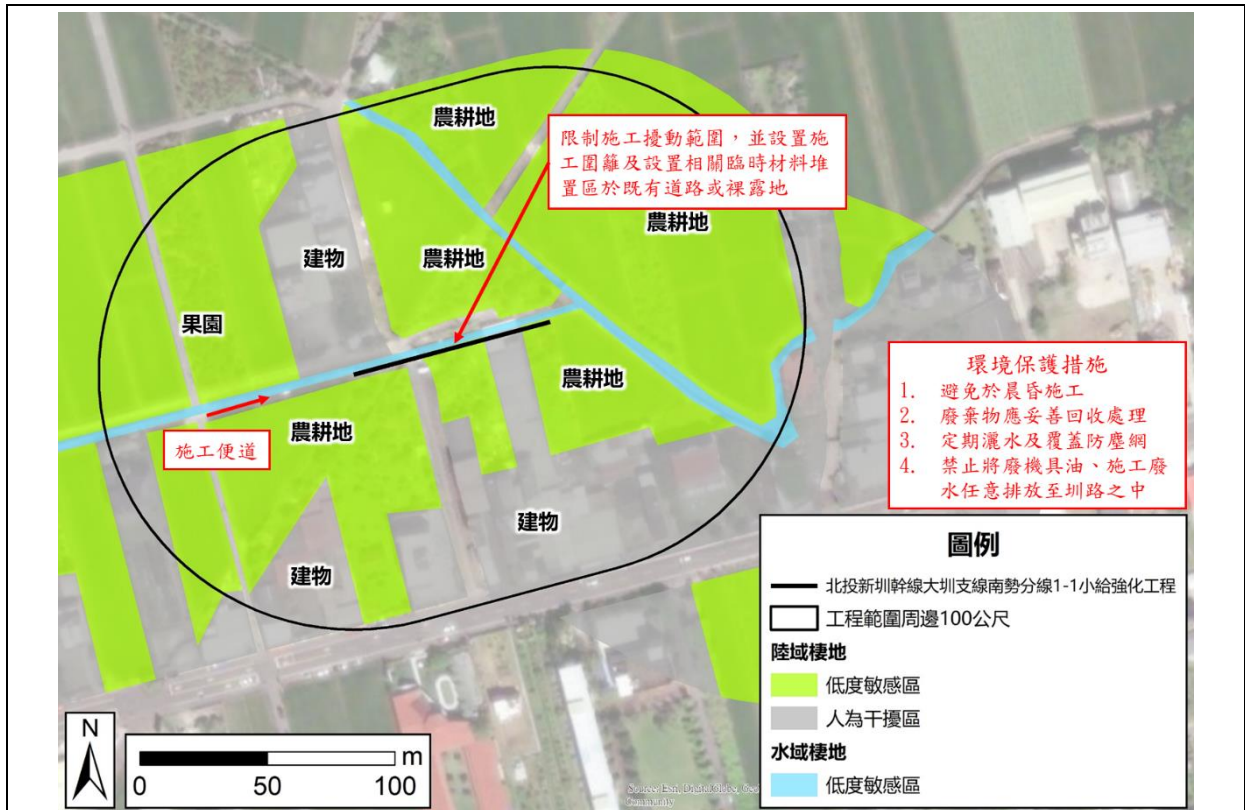 農耕地
限制施工擾動範圍，並設置施
工圍籬及設置相關臨時材料堆
置區於既有道路或裸露地
農耕地
建物
農耕地
果園
農耕地
農耕地
施工便道
建物
建物
環境保護措施
1. 避免於晨昏施工
2. 廢棄物應妥善回收處理
3. 定期灑水及覆蓋防塵網
4. 禁止將廢機具油、施工廢
水任意排放至圳路之中
圖例
北投新圳幹線大圳支線南勢分線1-1小給強化工程
工程範圍周邊100公尺
陸域棲地
低度敏感區
人為干擾區
水域棲地
低度敏感區
N
m
0 50 100
Source: Esri, DigitalGlobe, Geo
Community